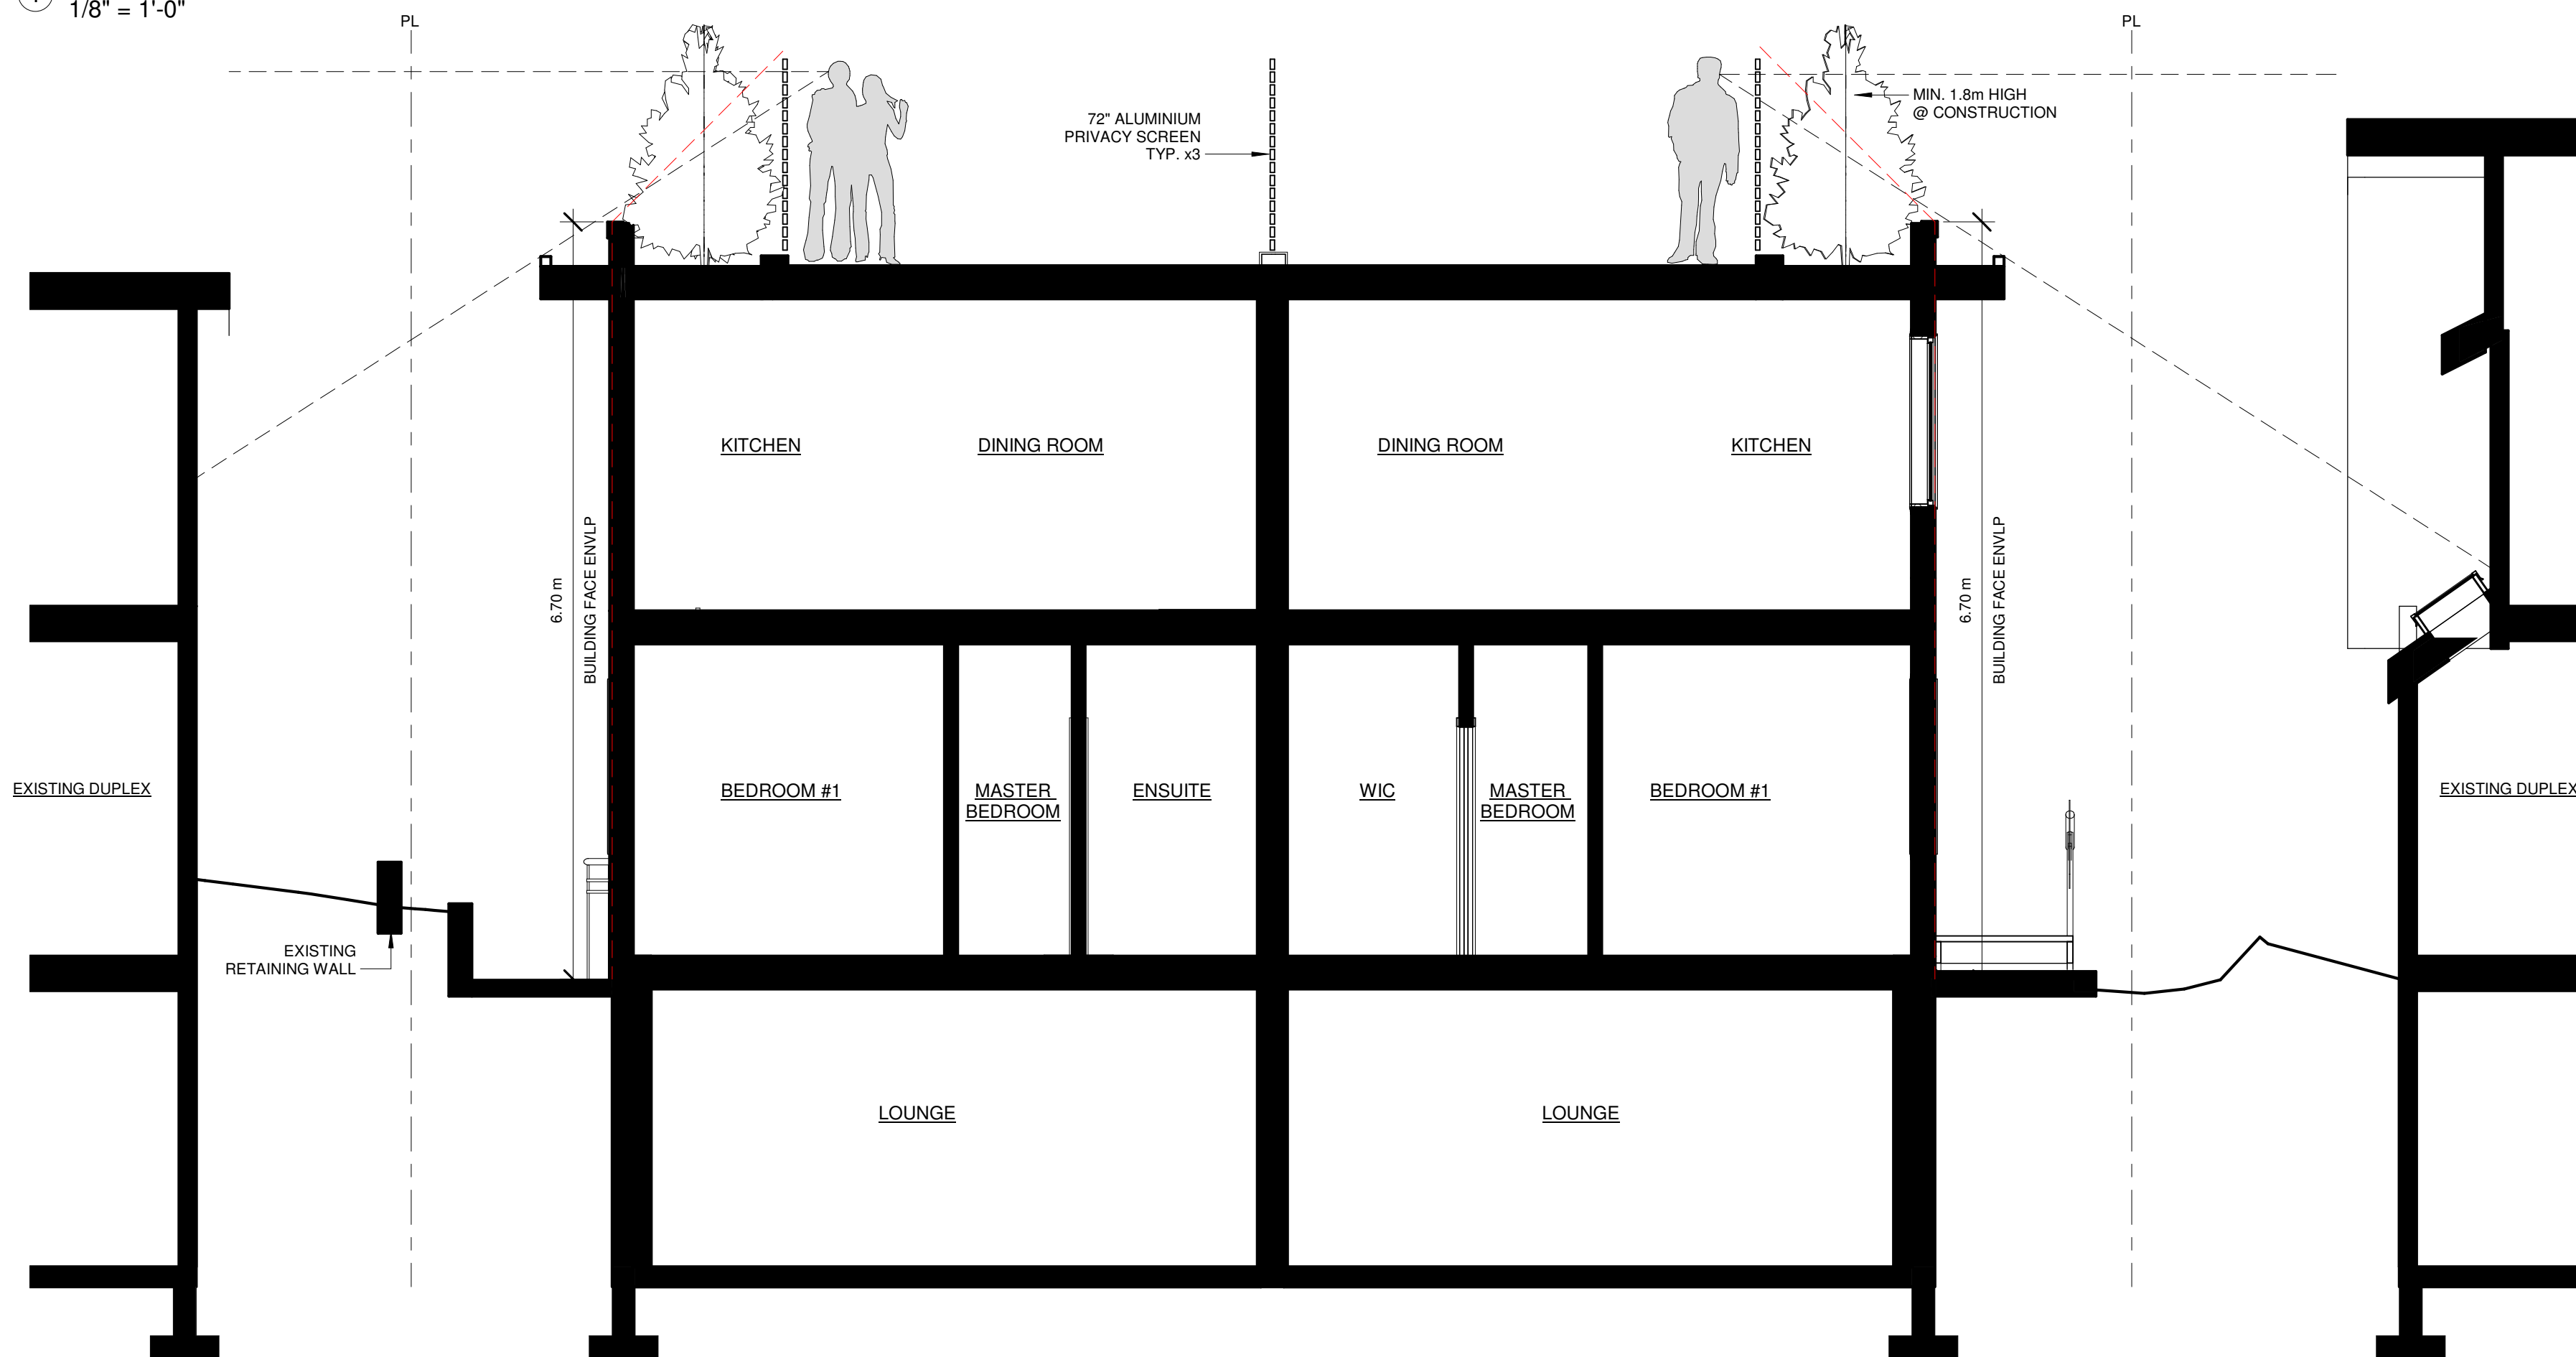 1/8" = 1'-0"
PL
PL
72" ALUMINIUM
PRIVACY SCREEN
TYP. x3
MIN. 1.8m HIGH
@ CONSTRUCTION
KITCHEN
DINING ROOM
DINING ROOM
KITCHEN
6.70 m
BUILDING FACE ENVLP
6.70 m
BUILDING FACE ENVLP
EXISTING DUPLEX
BEDROOM #1
MASTER
BEDROOM
ENSUITE
WIC
MASTER
BEDROOM
BEDROOM #1
EXISTING DUPLEX
EXISTING
RETAINING WALL
LOUNGE
LOUNGE